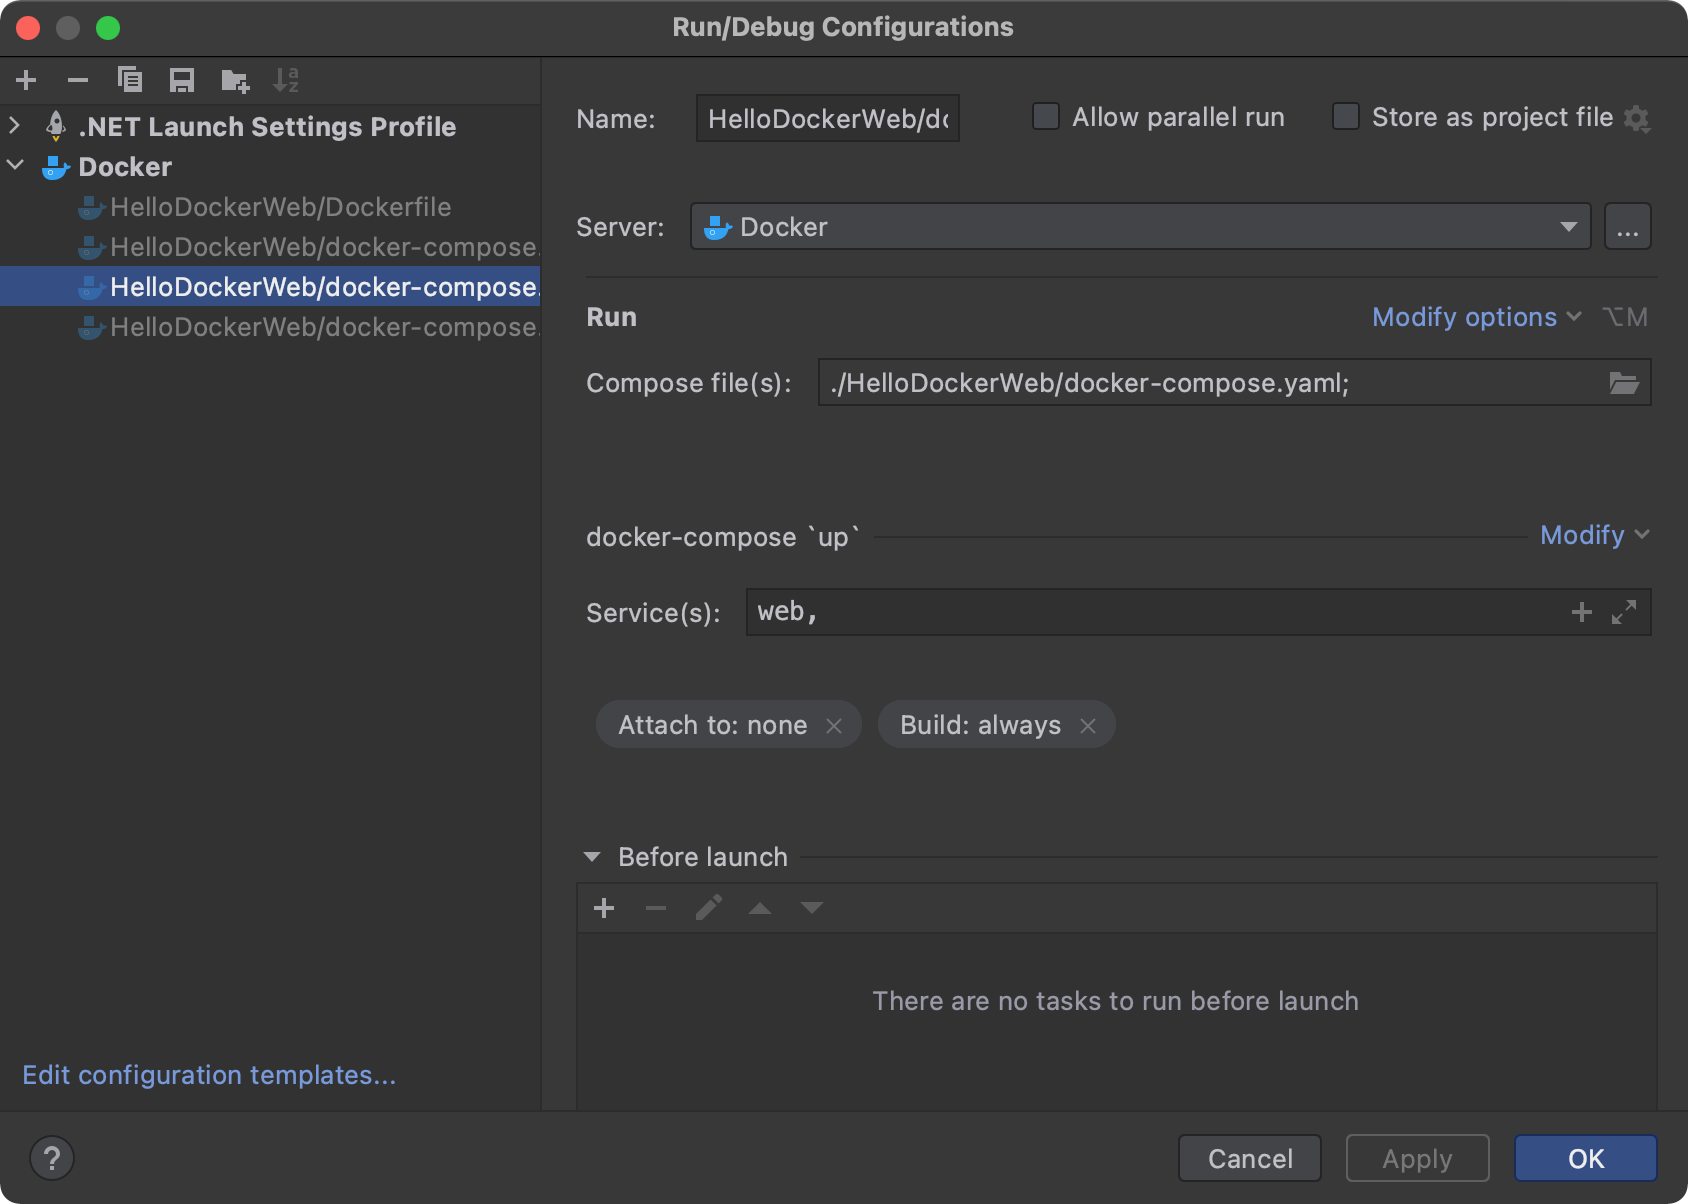 Run/Debug Configurations
.NET Launch Settings Profile
Docker
HelloDockerWeb/Dockerfile
HelloDockerWeb/docker-compose.
HelloDockerWeb/docker-compose.
HelloDockerWeb/docker-compose.
Edit configuration templates...
Name: HelloDockerWeb/do Allow parallel run Store as project file
Server: Docker ...
Run Modify options ⌥M
Compose file(s): ./HelloDockerWeb/docker-compose.yaml;
docker-compose `up` Modify
Service(s): web,
Attach to: none Build: always
Before launch
There are no tasks to run before launch
? Cancel Apply OK